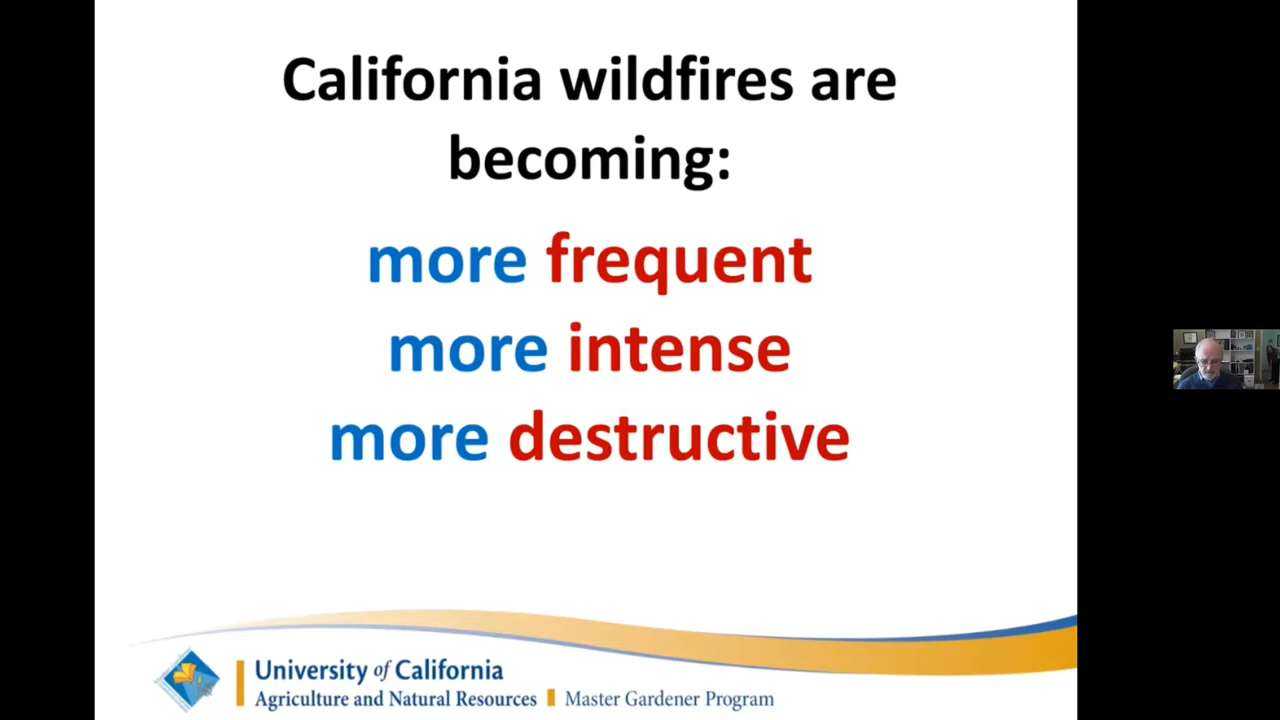 California wildfires are
becoming:
more frequent
more intense
more destructive
University of California
Agriculture and Natural Resources Master Gardener Program